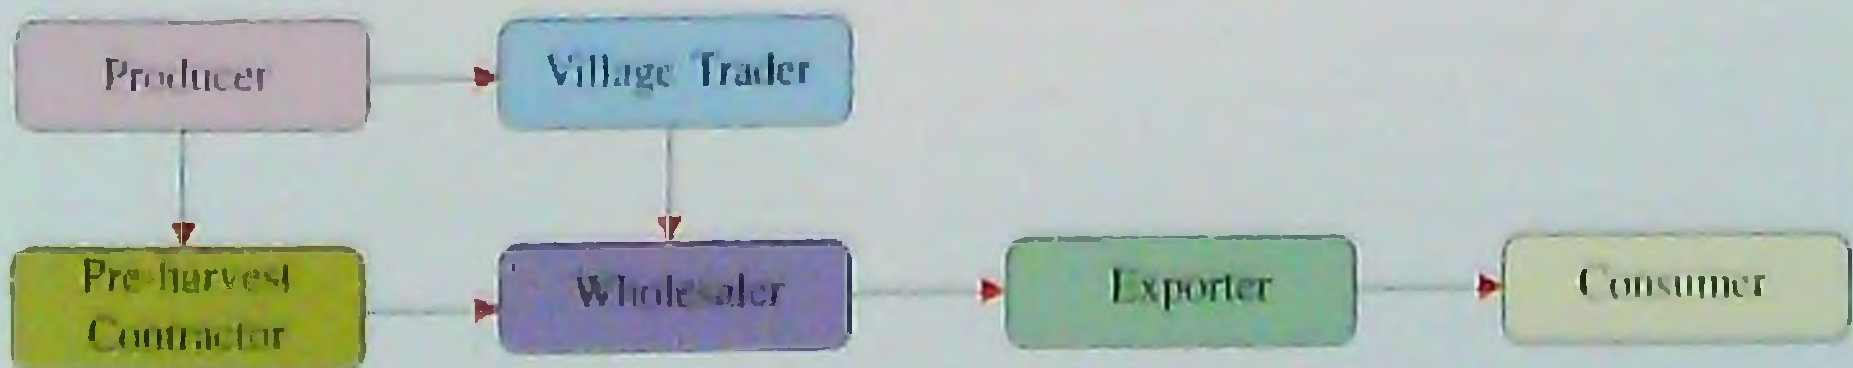 Producer
Village Trader
Pre-harvest
Contractor
Wholesaler
Exporter
Consumer